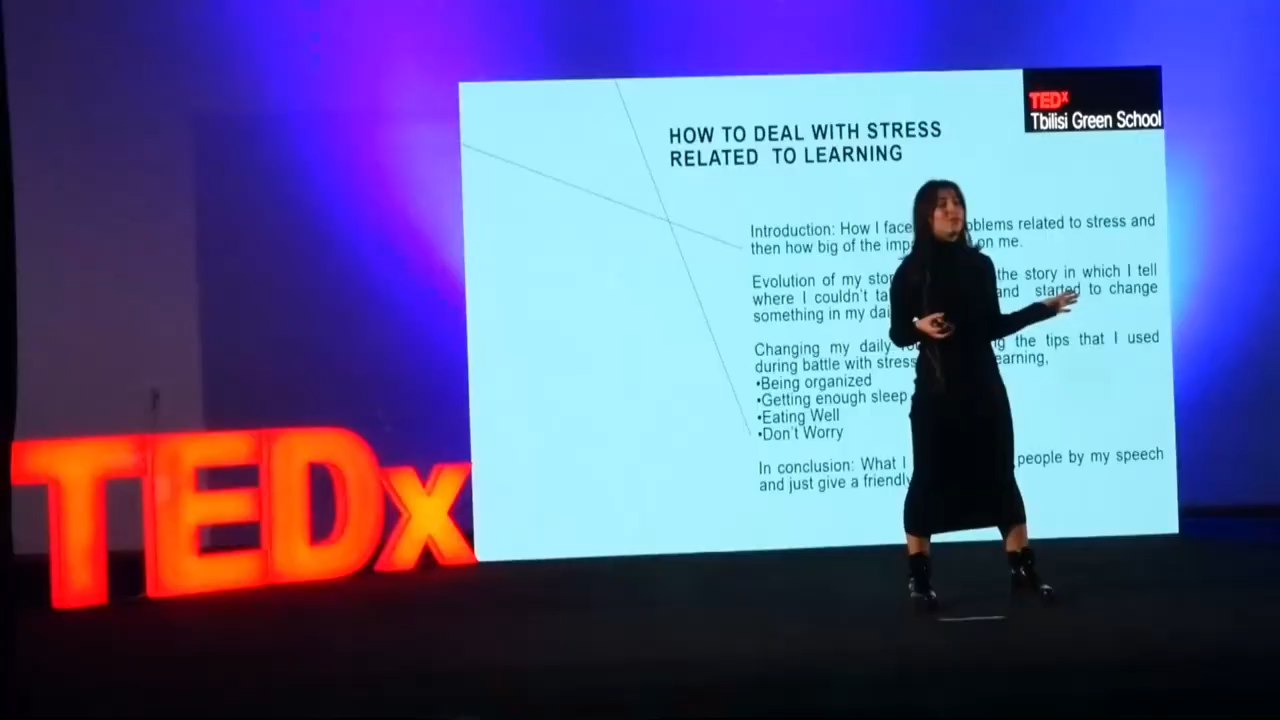 TEDx
Tbilisi Green School
HOW TO DEAL WITH STRESS
RELATED TO LEARNING
Introduction: How I face oblems related to stress and
then how big of the imp on me.
Evolution of my stor the story in which I tell
where I couldn't ta and started to change
something in my dai
Changing my daily g the tips that I used
during battle with stress earning,
•Being organized
•Getting enough sleep
•Eating Well
•Don't Worry
In conclusion: What I people by my speech
and just give a friendly
TEDx